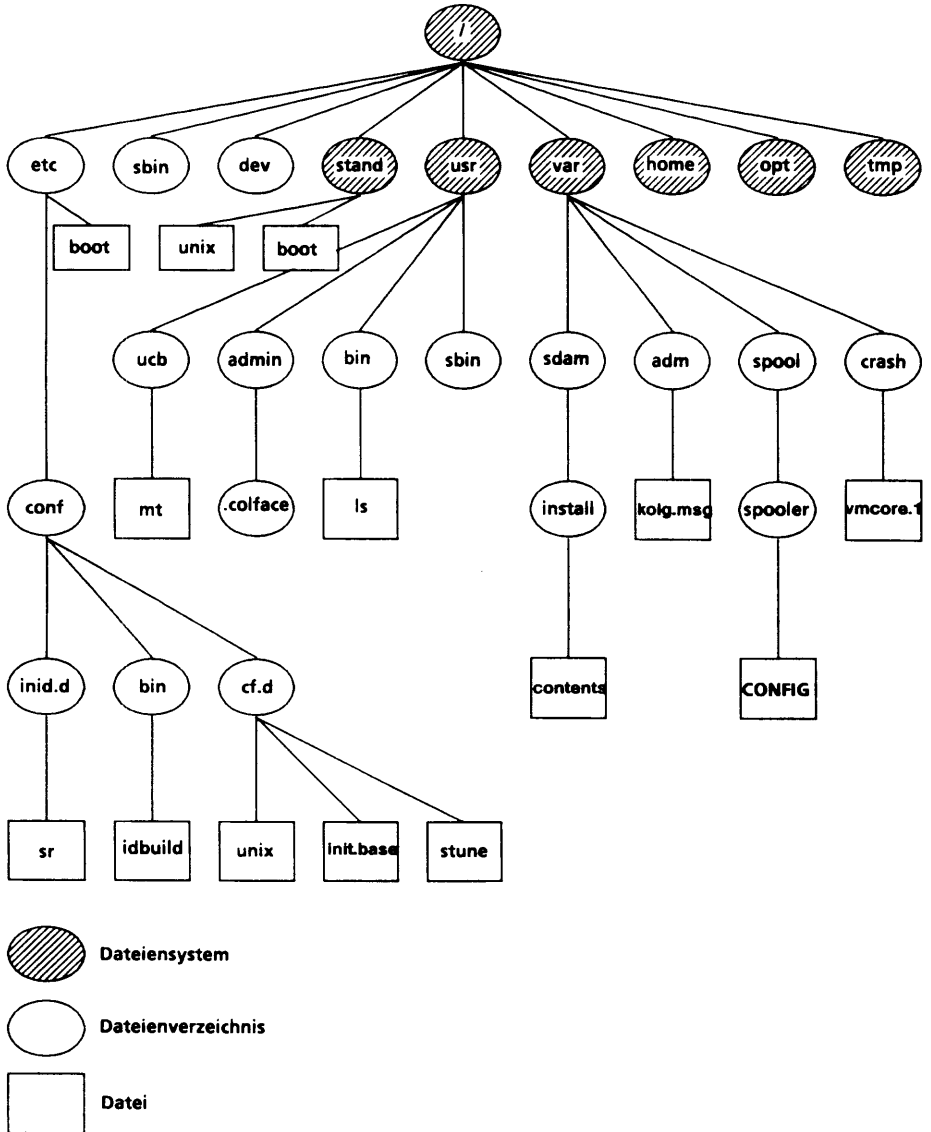 /
etc sbin dev stand usr var home opt tmp
boot unix boot
ucb admin bin sbin sdam adm spool crash
conf mt .colface ls install kolg.msg spooler vmcore.1
inid.d bin cf.d contents CONFIG
sr idbuild unix init.base stune
Dateiensystem
Dateienverzeichnis
Datei